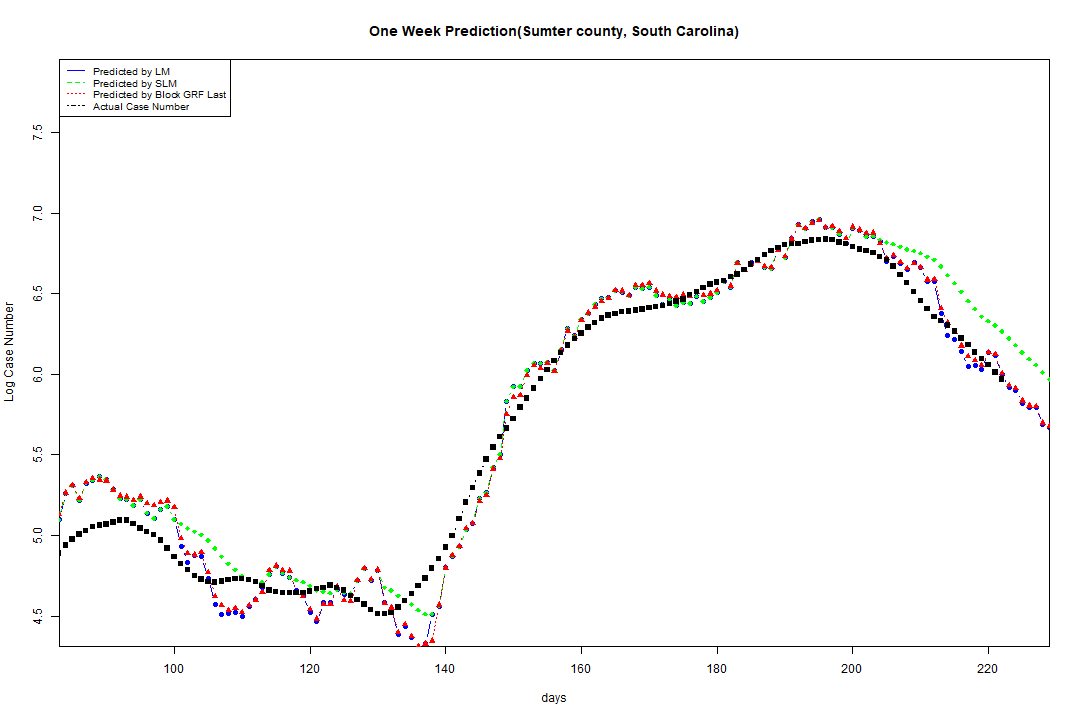 One Week Prediction(Sumter county, South Carolina)
Predicted by LM
Predicted by SLM
Predicted by Block GRF Last
Actual Case Number
7.5
7.0
6.5
6.0
5.5
5.0
4.5
Log Case Number
100 120 140 160 180 200 220
days